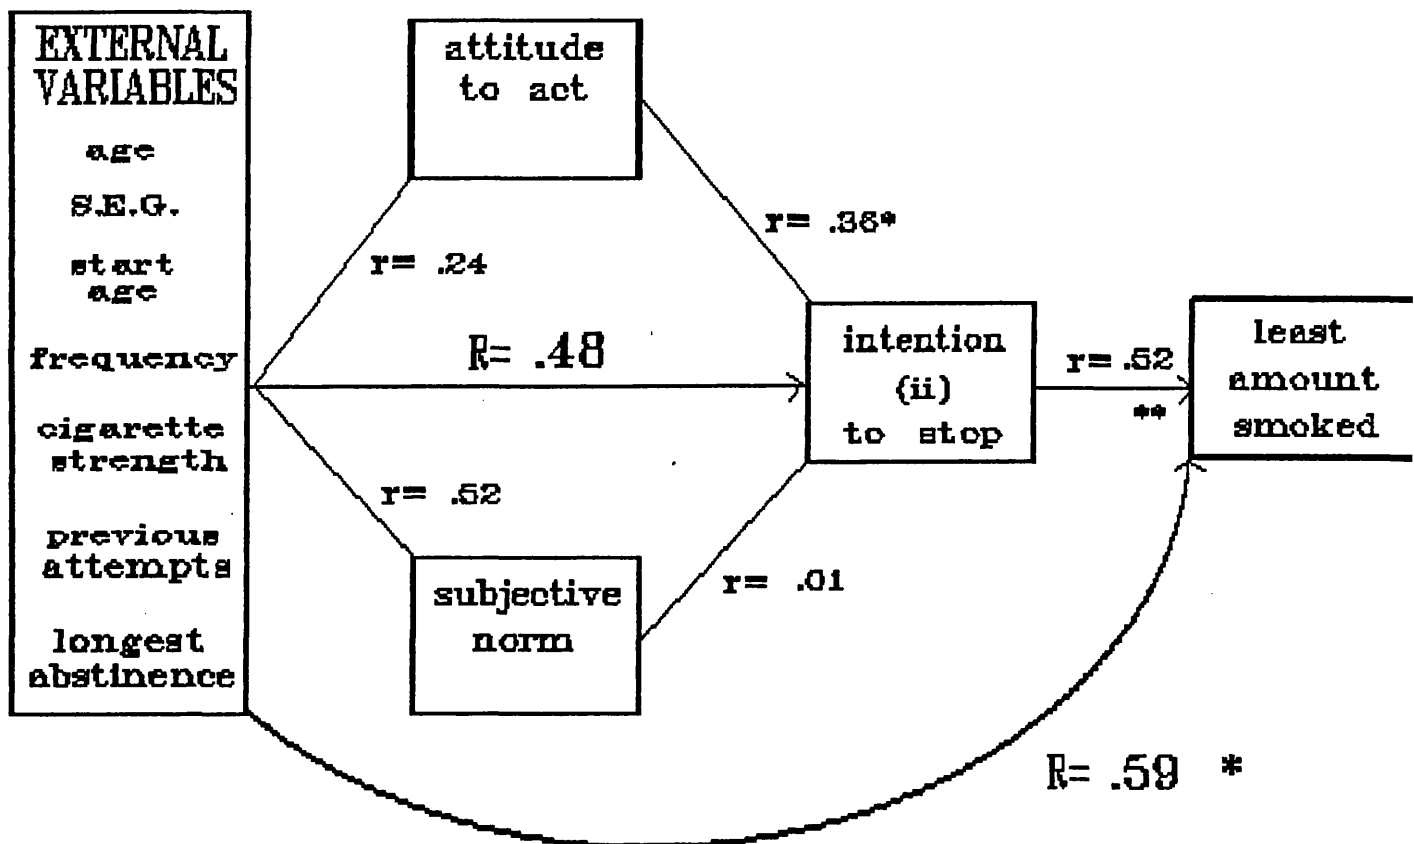 EXTERNAL
VARIABLES
age
S.E.G.
start
age
frequency
cigarette
strength
previous
attempts
longest
abstinence
attitude
to act
r= .24
R= .48
r= .52
subjective
norm
r= .36*
r= .01
intention
(ii)
to stop
r= .52
**
least
amount
smoked
R= .59 *